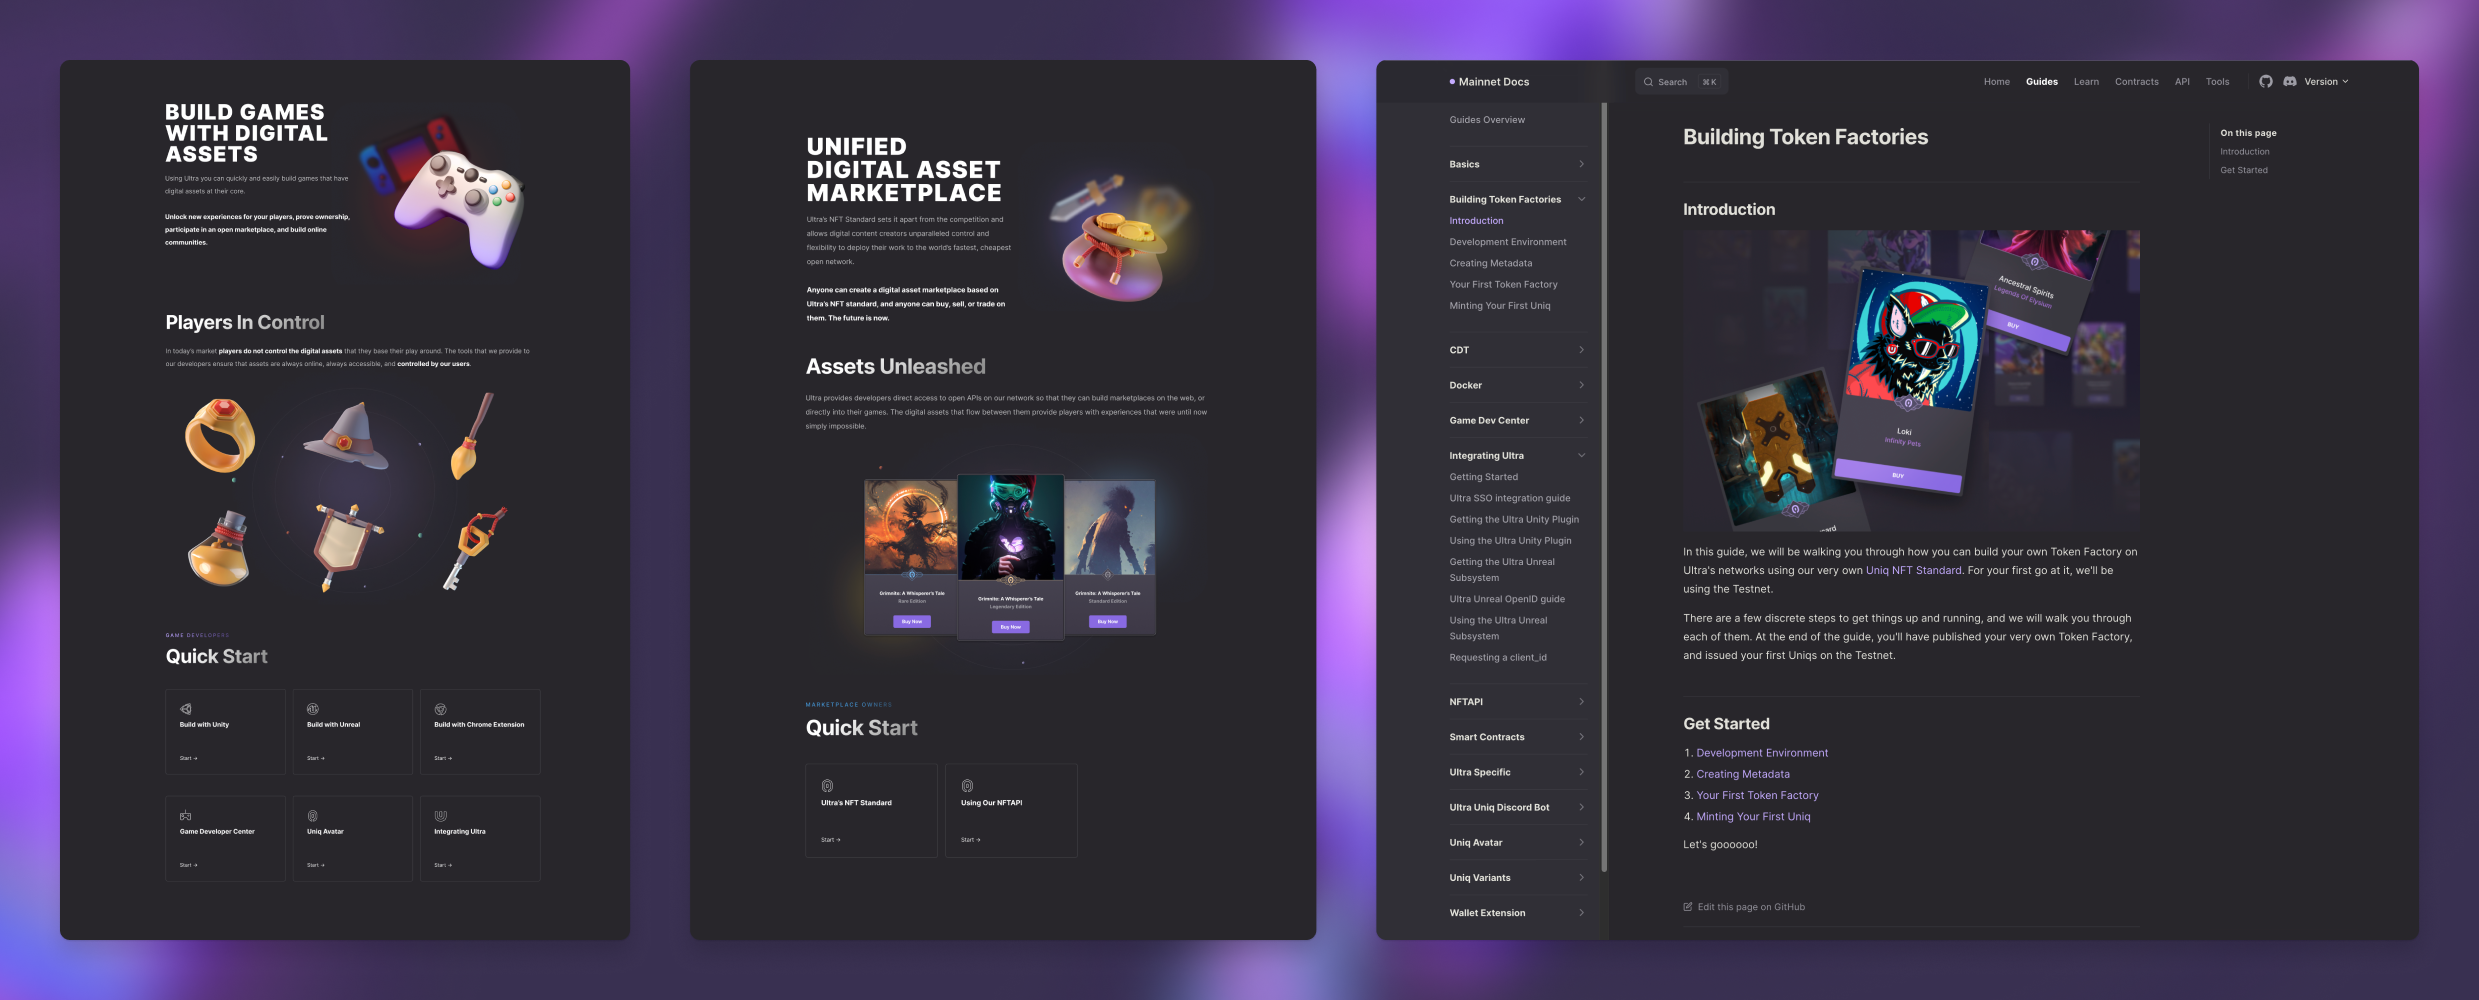 BUILD GAMES
WITH DIGITAL
ASSETS
Using Ultra you can quickly and easily build games that have
digital assets at their core.
Unlock new experiences for your players, prove ownership,
participate in an open marketplace, and build online
communities.
Players In Control
In today's market players do not control the digital assets that they base their play around. The tools that we provide to
our developers ensure that assets are always online, always accessible, and controlled by our users.
GAME DEVELOPERS
Quick Start
Build with Unity
Start →
Build with Unreal
Start →
Build with Chrome Extension
Start →
Game Developer Center
Start →
Uniq Avatar
Start →
Integrating Ultra
Start →
UNIFIED
DIGITAL ASSET
MARKETPLACE
Ultra's NFT Standard sets it apart from the competition and
allows digital content creators unparalleled control and
flexibility to deploy their work to the world's fastest, cheapest
open network.
Anyone can create a digital asset marketplace based on
Ultra's NFT standard, and anyone can buy, sell, or trade on
them. The future is now.
Assets Unleashed
Ultra provides developers direct access to open APIs on our network so that they can build marketplaces on the web, or
directly into their games. The digital assets that flow between them provide players with experiences that were until now
simply impossible.
Grimnite: A Whisperer's Tale
Rare Edition
Buy Now
Grimnite: A Whisperer's Tale
Legendary Edition
Buy Now
Grimnite: A Whisperer's Tale
Standard Edition
Buy Now
MARKETPLACE OWNERS
Quick Start
Ultra's NFT Standard
Start →
Using Our NFTAPI
Start →
Mainnet Docs
Search ⌘ K
Home Guides Learn Contracts API Tools Version
Guides Overview
Basics
Building Token Factories
Introduction
Development Environment
Creating Metadata
Your First Token Factory
Minting Your First Uniq
CDT
Docker
Game Dev Center
Integrating Ultra
Getting Started
Ultra SSO integration guide
Getting the Ultra Unity Plugin
Using the Ultra Unity Plugin
Getting the Ultra Unreal
Subsystem
Ultra Unreal OpenID guide
Using the Ultra Unreal
Subsystem
Requesting a client_id
NFTAPI
Smart Contracts
Ultra Specific
Ultra Uniq Discord Bot
Uniq Avatar
Uniq Variants
Wallet Extension
Building Token Factories
Introduction
Ancestral Spirits
Legends Of Elysium
BUY
Loki
Infinity Pets
BUY
In this guide, we will be walking you through how you can build your own Token Factory on
Ultra's networks using our very own Uniq NFT Standard. For your first go at it, we'll be
using the Testnet.
There are a few discrete steps to get things up and running, and we will walk you through
each of them. At the end of the guide, you'll have published your very own Token Factory,
and issued your first Uniqs on the Testnet.
Get Started
1. Development Environment
2. Creating Metadata
3. Your First Token Factory
4. Minting Your First Uniq
Let's goooooo!
Edit this page on GitHub
On this page
Introduction
Get Started